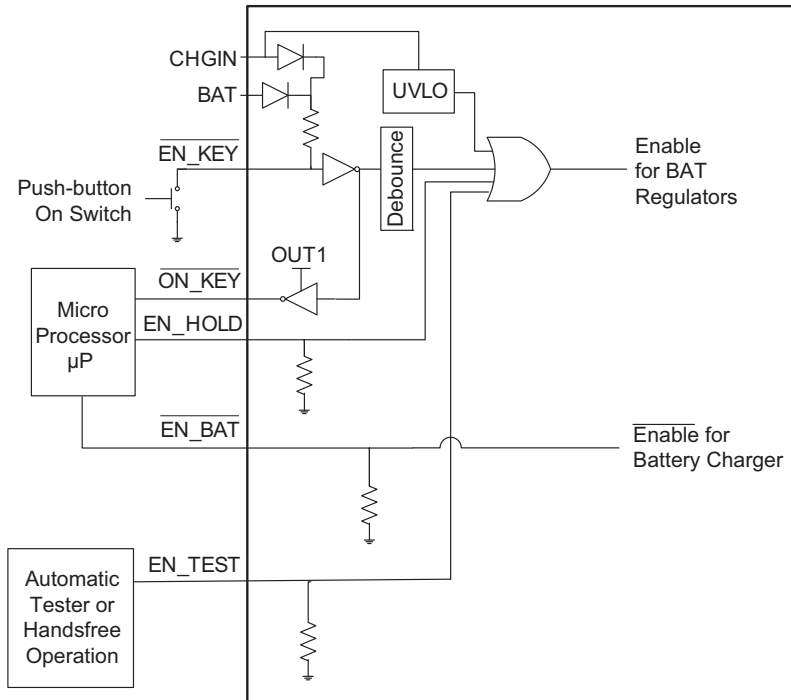 CHGIN
BAT
UVLO
EN_KEY
Debounce
Enable
for BAT
Regulators
Push-button
On Switch
OUT1
ON_KEY
Micro
Processor
µP
EN_HOLD
EN_BAT
Enable for
Battery Charger
EN_TEST
Automatic
Tester or
Handsfree
Operation